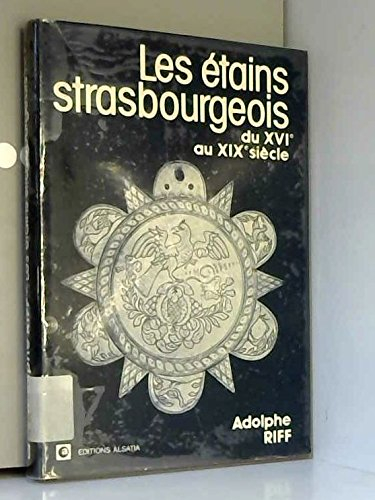 Les étains
strasbourgeois
du XVIᵉ
au XIXᵉ siècle
Adolphe
RIFF
EDITIONS ALSATIA